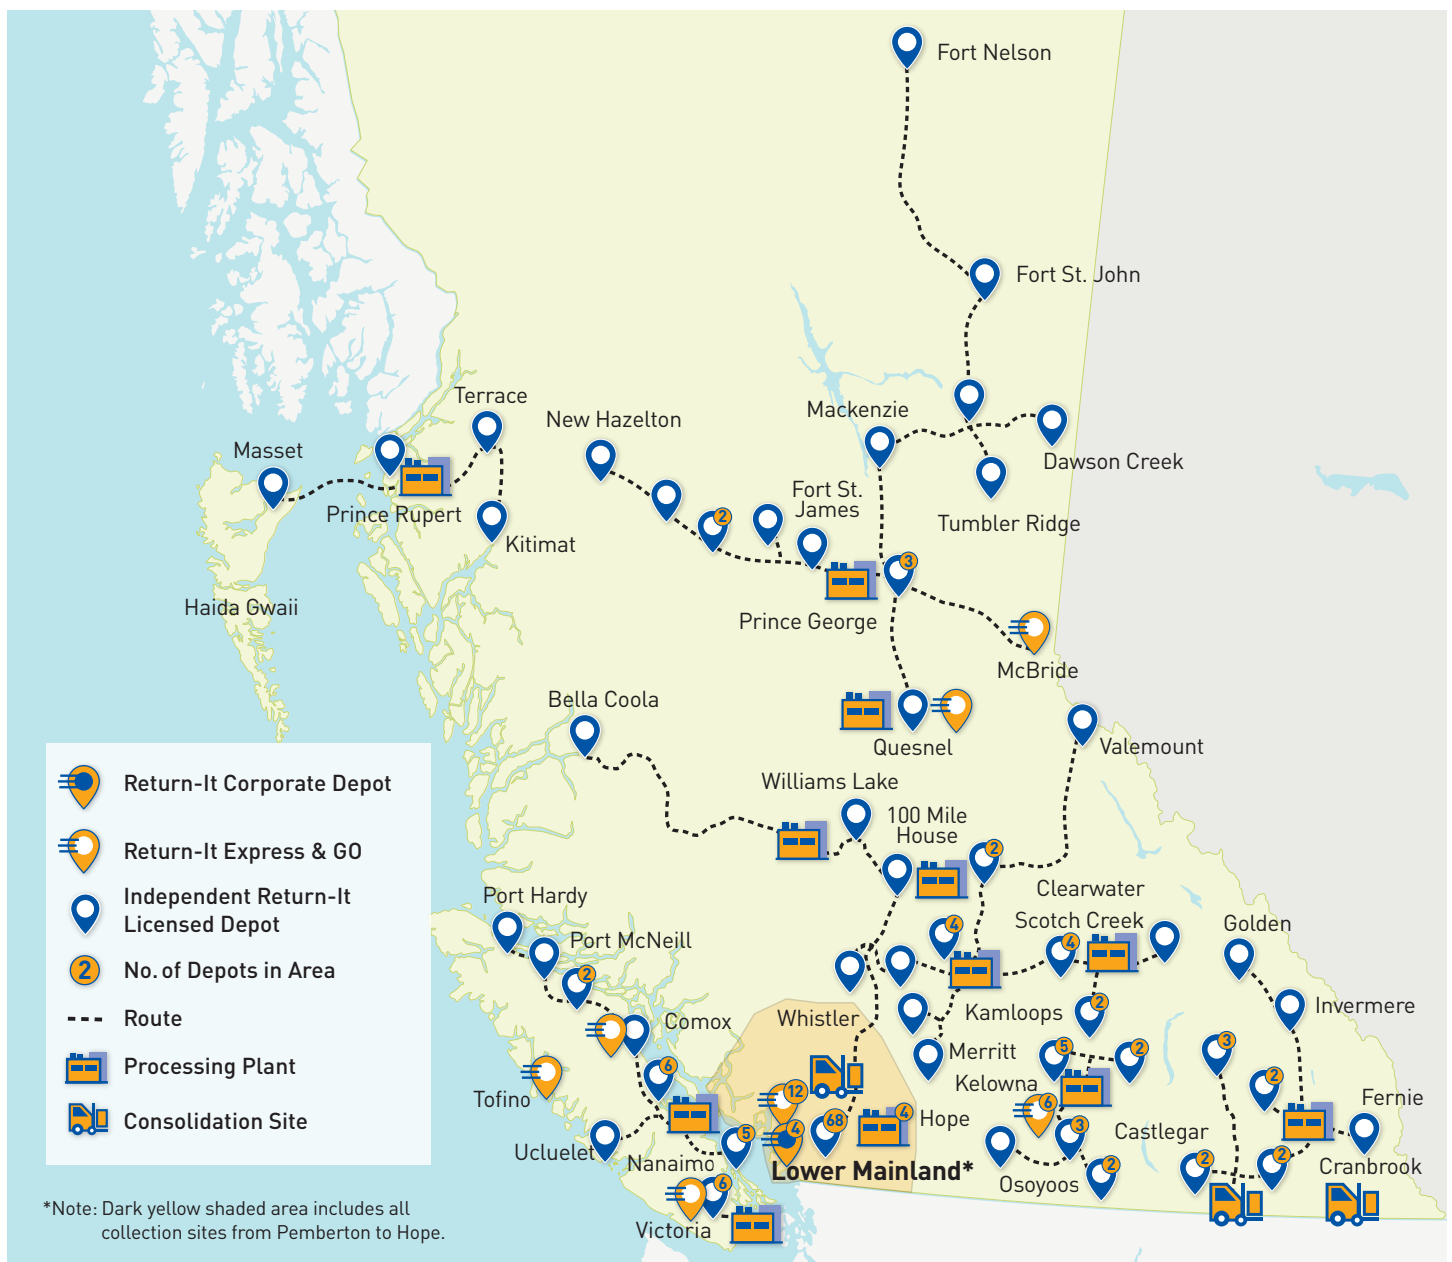 Fort Nelson
Fort St. John
Terrace
New Hazelton
Mackenzie
Masset
Dawson Creek
Fort St.
James
Prince Rupert
2
Tumbler Ridge
Kitimat
3
Haida Gwaii
Prince George
McBride
Bella Coola
Quesnel
Valemount
Williams Lake
100 Mile
House
2
Clearwater
Port Hardy
Scotch Creek
Golden
4
4
Port McNeill
2
Invermere
2
Whistler
Kamloops
Comox
5
2
3
Merritt
6
Kelowna
2
12
6
Tofino
Fernie
4
Hope
68
4
3
Castlegar
5
Ucluelet
Nanaimo
Lower Mainland*
2
2
2
Cranbrook
Osoyoos
6
Victoria
Return-It Corporate Depot
Return-It Express & GO
Independent Return-It
Licensed Depot
2
No. of Depots in Area
Route
Processing Plant
Consolidation Site
*Note: Dark yellow shaded area includes all
collection sites from Pemberton to Hope.